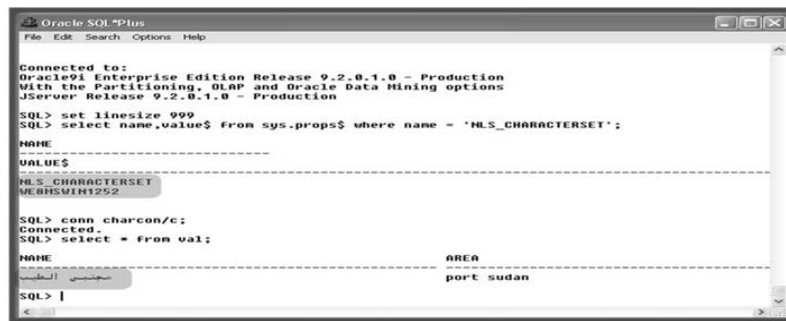 Oracle SQL*Plus
File Edit Search Options Help
Connected to:
Oracle9i Enterprise Edition Release 9.2.0.1.0 - Production
With the Partitioning, OLAP and Oracle Data Mining options
JServer Release 9.2.0.1.0 - Production
SQL> set linesize 999
SQL> select name,value$ from sys.props$ where name = 'NLS_CHARACTERSET';
NAME
------------------------------
VALUE$
--------------------------------------------------------------------------------
NLS_CHARACTERSET
WE8MSWIN1252
SQL> conn charcon/c;
Connected.
SQL> select * from val;
NAME AREA
-------------------------------------------------- --------------------------------------------------
مجتبى الطيب port sudan
SQL>